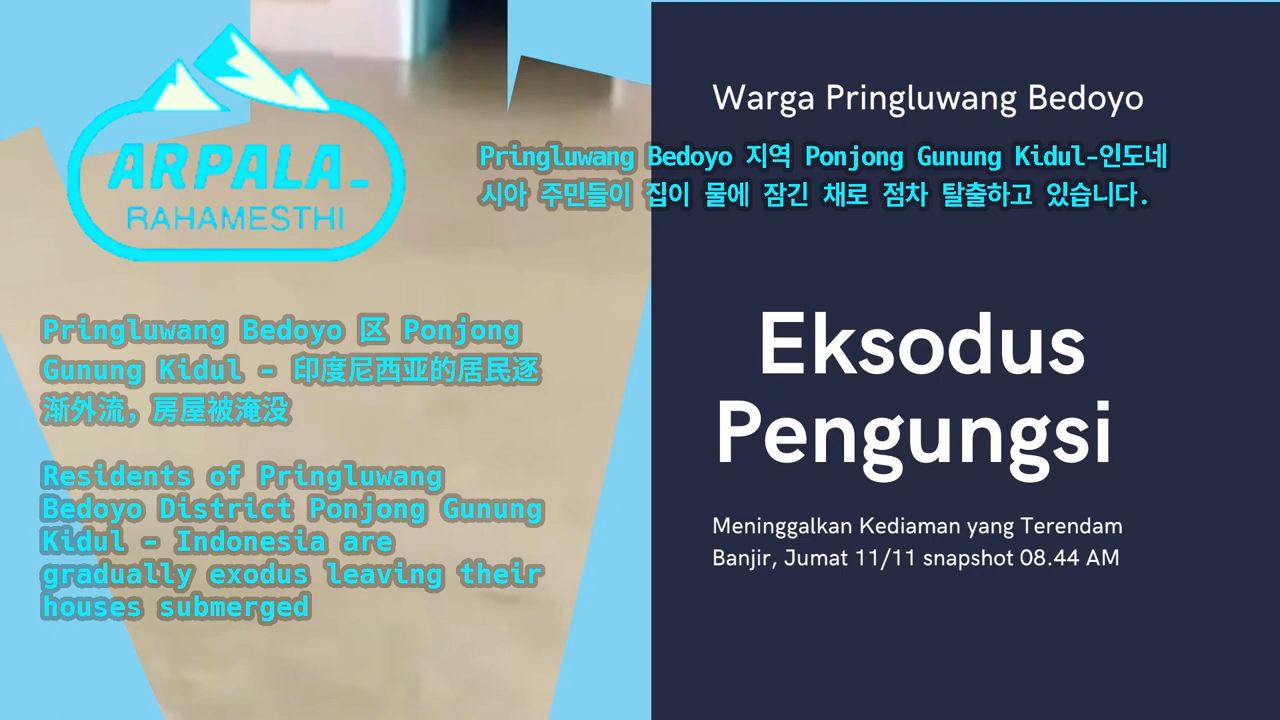 ARPALA
RAHAMESTHI
Warga Pringluwang Bedoyo
Pringluwang Bedoyo 지역 Ponjong Gunung Kidul-인도네
시아 주민들이 집이 물에 잠긴 채로 점차 탈출하고 있습니다.
Pringluwang Bedoyo 区 Ponjong
Gunung Kidul - 印度尼西亚的居民逐
渐外流, 房屋被淹没
Residents of Pringluwang
Bedoyo District Ponjong Gunung
Kidul - Indonesia are
gradually exodus leaving their
houses submerged
Eksodus
Pengungsi
Meninggalkan Kediaman yang Terendam
Banjir, Jumat 11/11 snapshot 08.44 AM